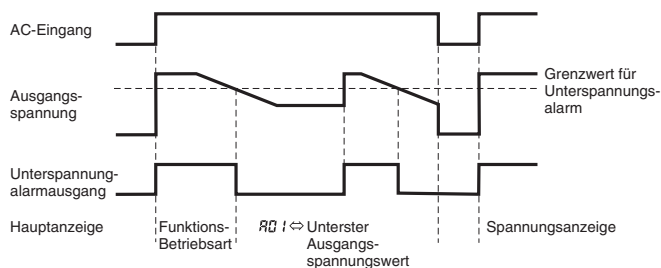 AC-Eingang
Grenzwert für
Unterspannungs-
alarm
Ausgangs-
spannung
Unterspannung-
alarmausgang
Hauptanzeige
Funktions-
Betriebsart
A01 ⇔ Unterster
Ausgangs-
spannungswert
Spannungsanzeige